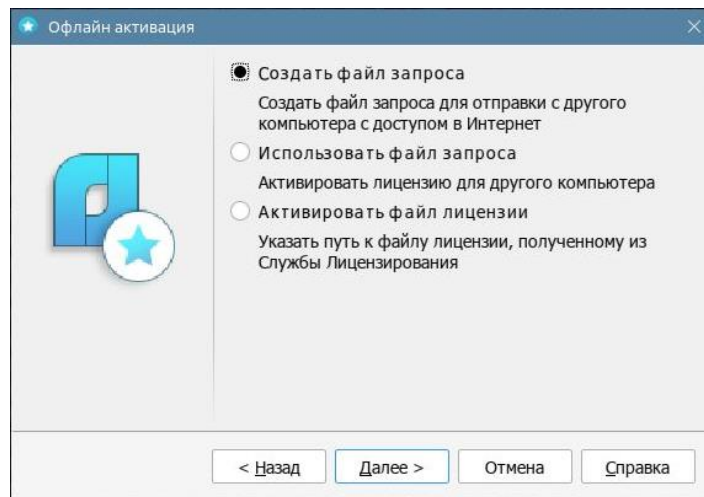 Офлайн активация
Создать файл запроса
Создать файл запроса для отправки с другого
компьютера с доступом в Интернет
Использовать файл запроса
Активировать лицензию для другого компьютера
Активировать файл лицензии
Указать путь к файлу лицензии, полученному из
Службы Лицензирования
< Назад
Далее >
Отмена
Справка